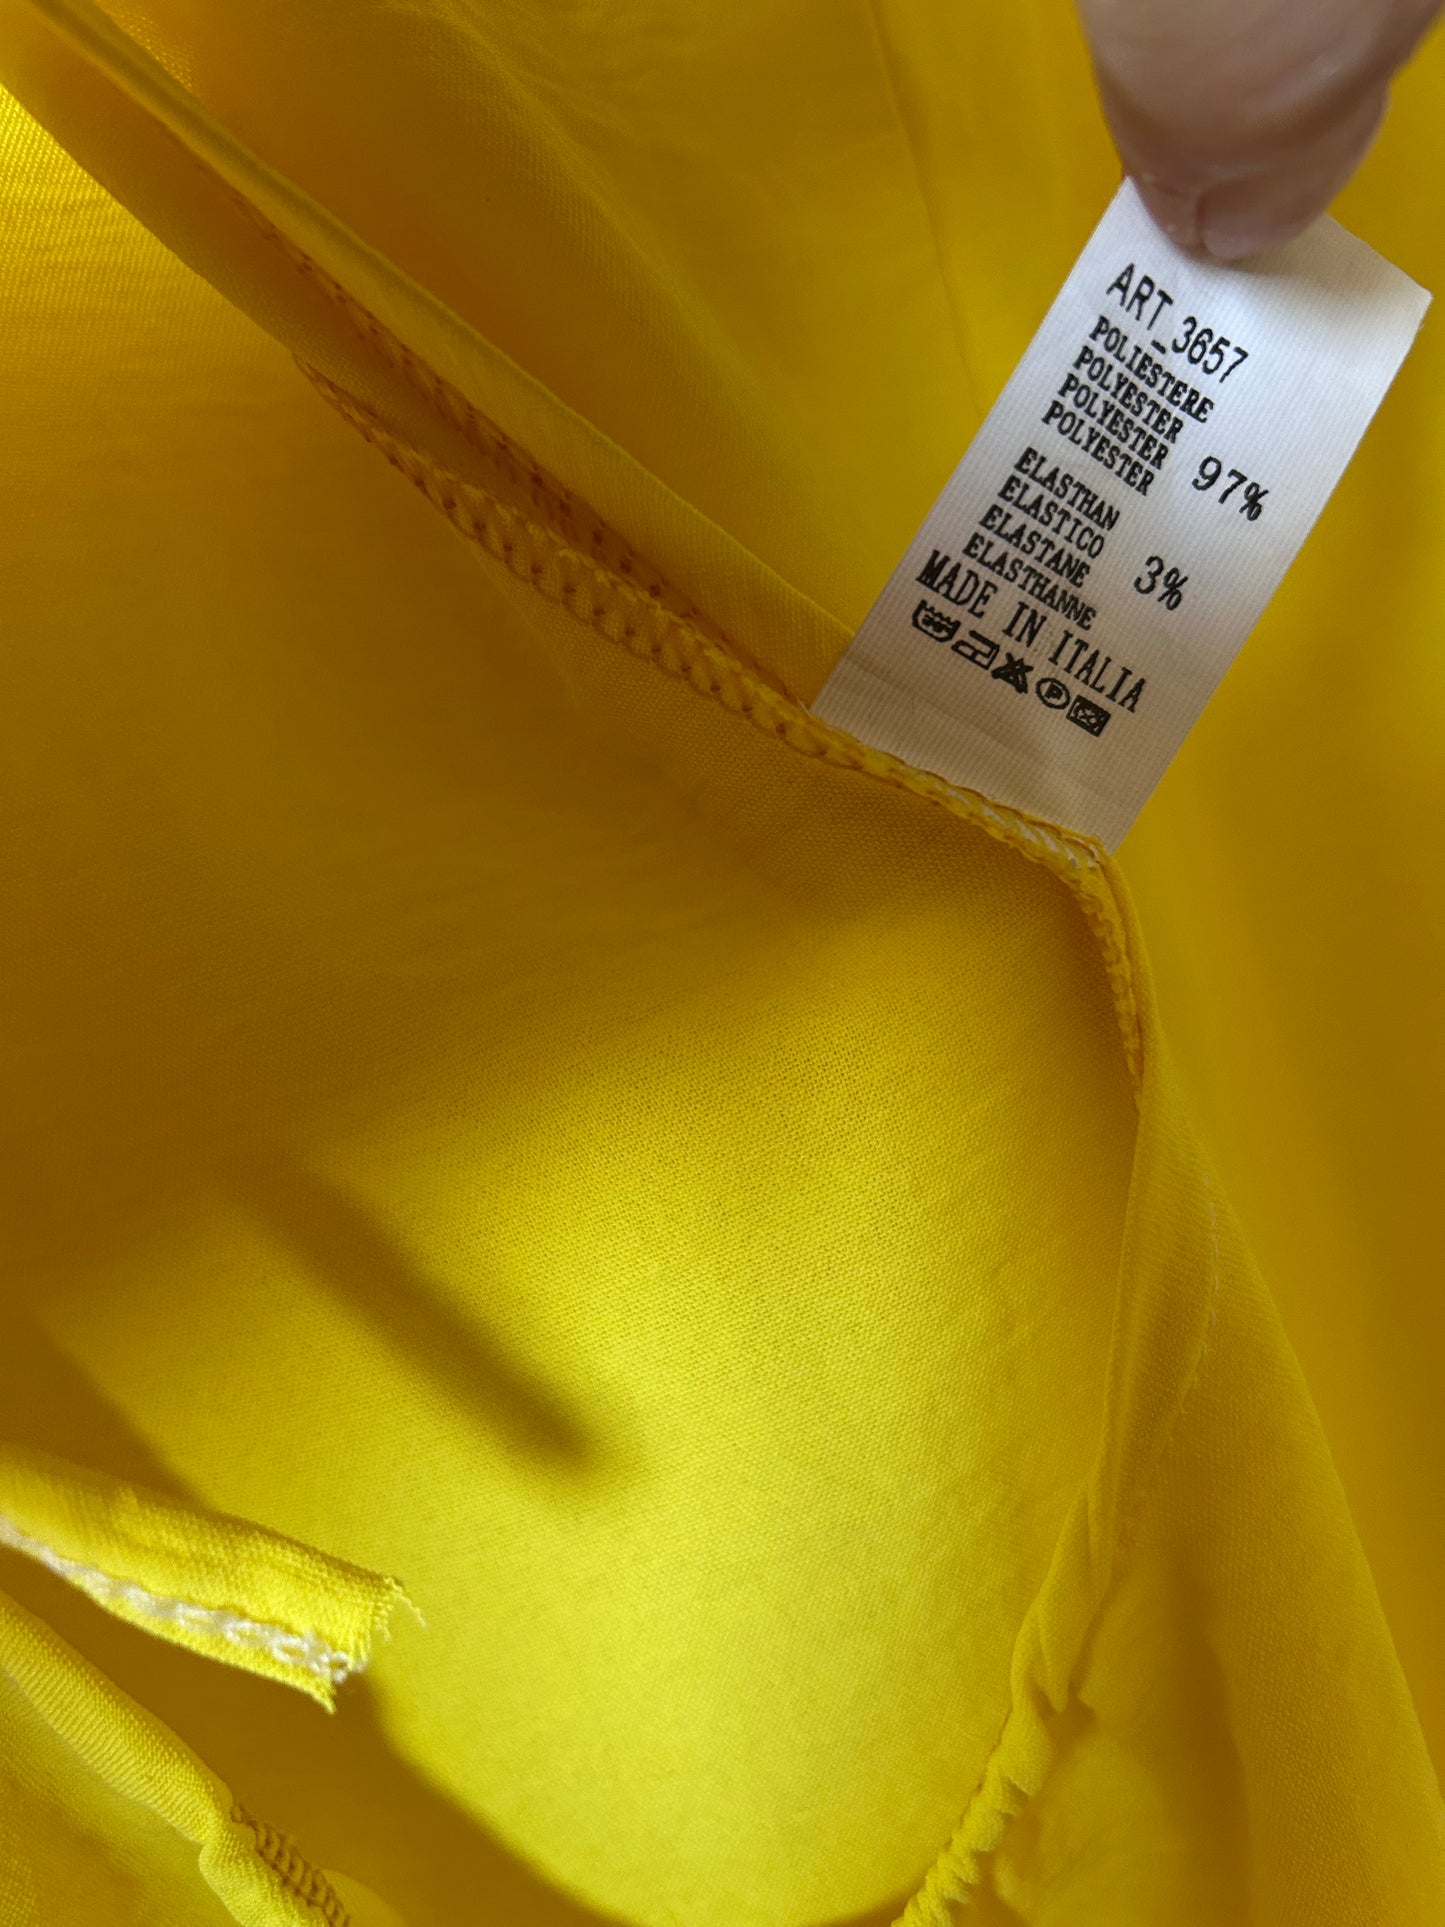 ART_3657
POLIESTERE
POLYESTER
POLYESTER
POLYESTER 97%
ELASTHAN
ELASTICO
ELASTANE
ELASTHANNE 3%
MADE IN ITALIA
P